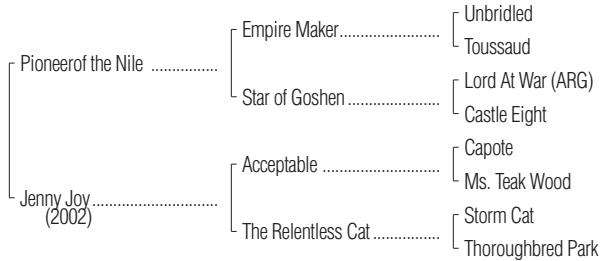 Unbridled
Empire Maker....................
Toussaud
Pioneerof the Nile ................
Lord At War (ARG)
Star of Goshen ......................
Castle Eight
Capote
Acceptable ............................
Ms. Teak Wood
Jenny Joy..............................
(2002)
Storm Cat
The Relentless Cat................
Thoroughbred Park